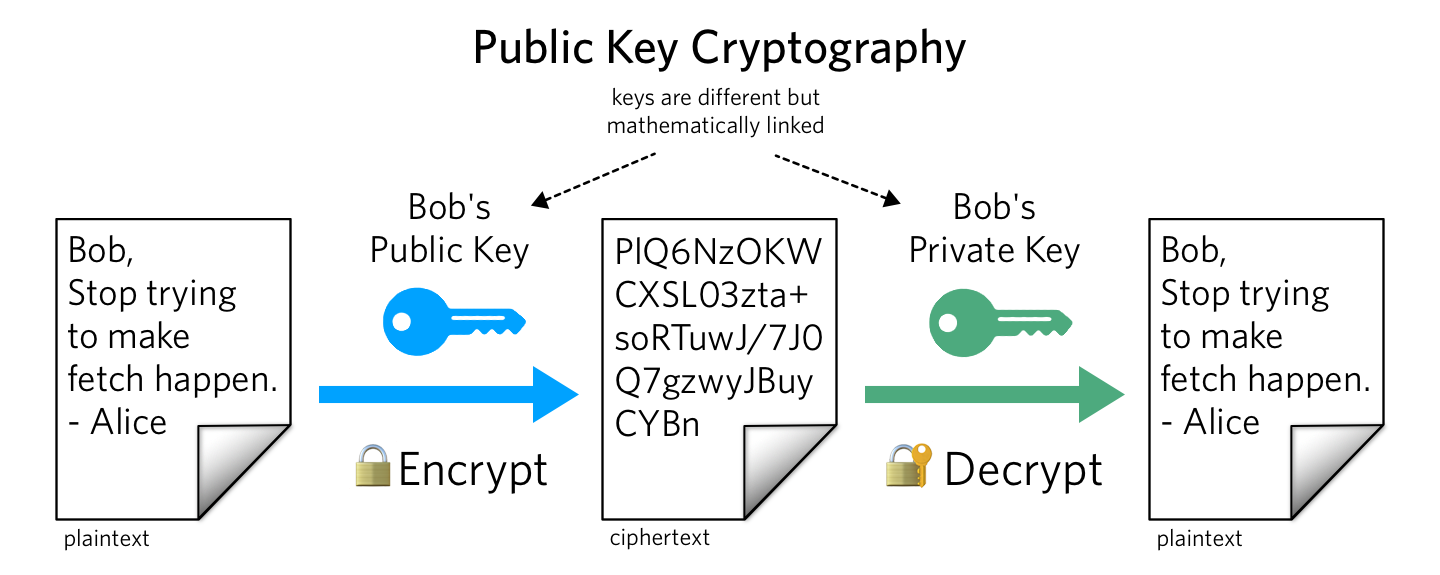 Public Key Cryptography
keys are different but
mathematically linked
Bob,
Stop trying
to make
fetch happen.
- Alice
plaintext
Bob's
Public Key
Encrypt
PlQ6NzOKW
CXSL03zta+
soRTuwJ/7J0
Q7gzwyJBuy
CYBn
ciphertext
Bob's
Private Key
Decrypt
Bob,
Stop trying
to make
fetch happen.
- Alice
plaintext